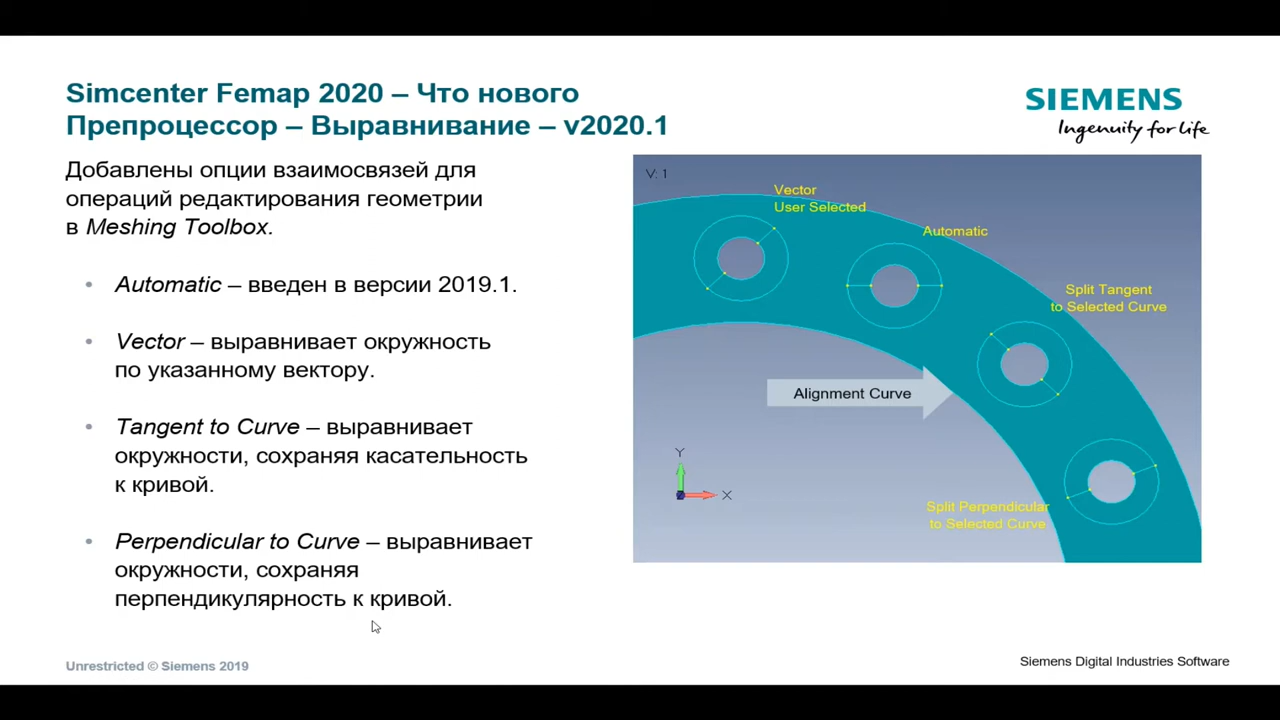 Simcenter Femap 2020 – Что нового
Препроцессор – Выравнивание – v2020.1
SIEMENS
Ingenuity for life
Добавлены опции взаимосвязей для
операций редактирования геометрии
в Meshing Toolbox.
• Automatic – введен в версии 2019.1.
• Vector – выравнивает окружность
по указанному вектору.
• Tangent to Curve – выравнивает
окружности, сохраняя касательность
к кривой.
• Perpendicular to Curve – выравнивает
окружности, сохраняя
перпендикулярность к кривой.
V: 1
Vector
User Selected
Automatic
Split Tangent
to Selected Curve
Alignment Curve
Y
X
Split Perpendicular
to Selected Curve
Unrestricted © Siemens 2019
Siemens Digital Industries Software